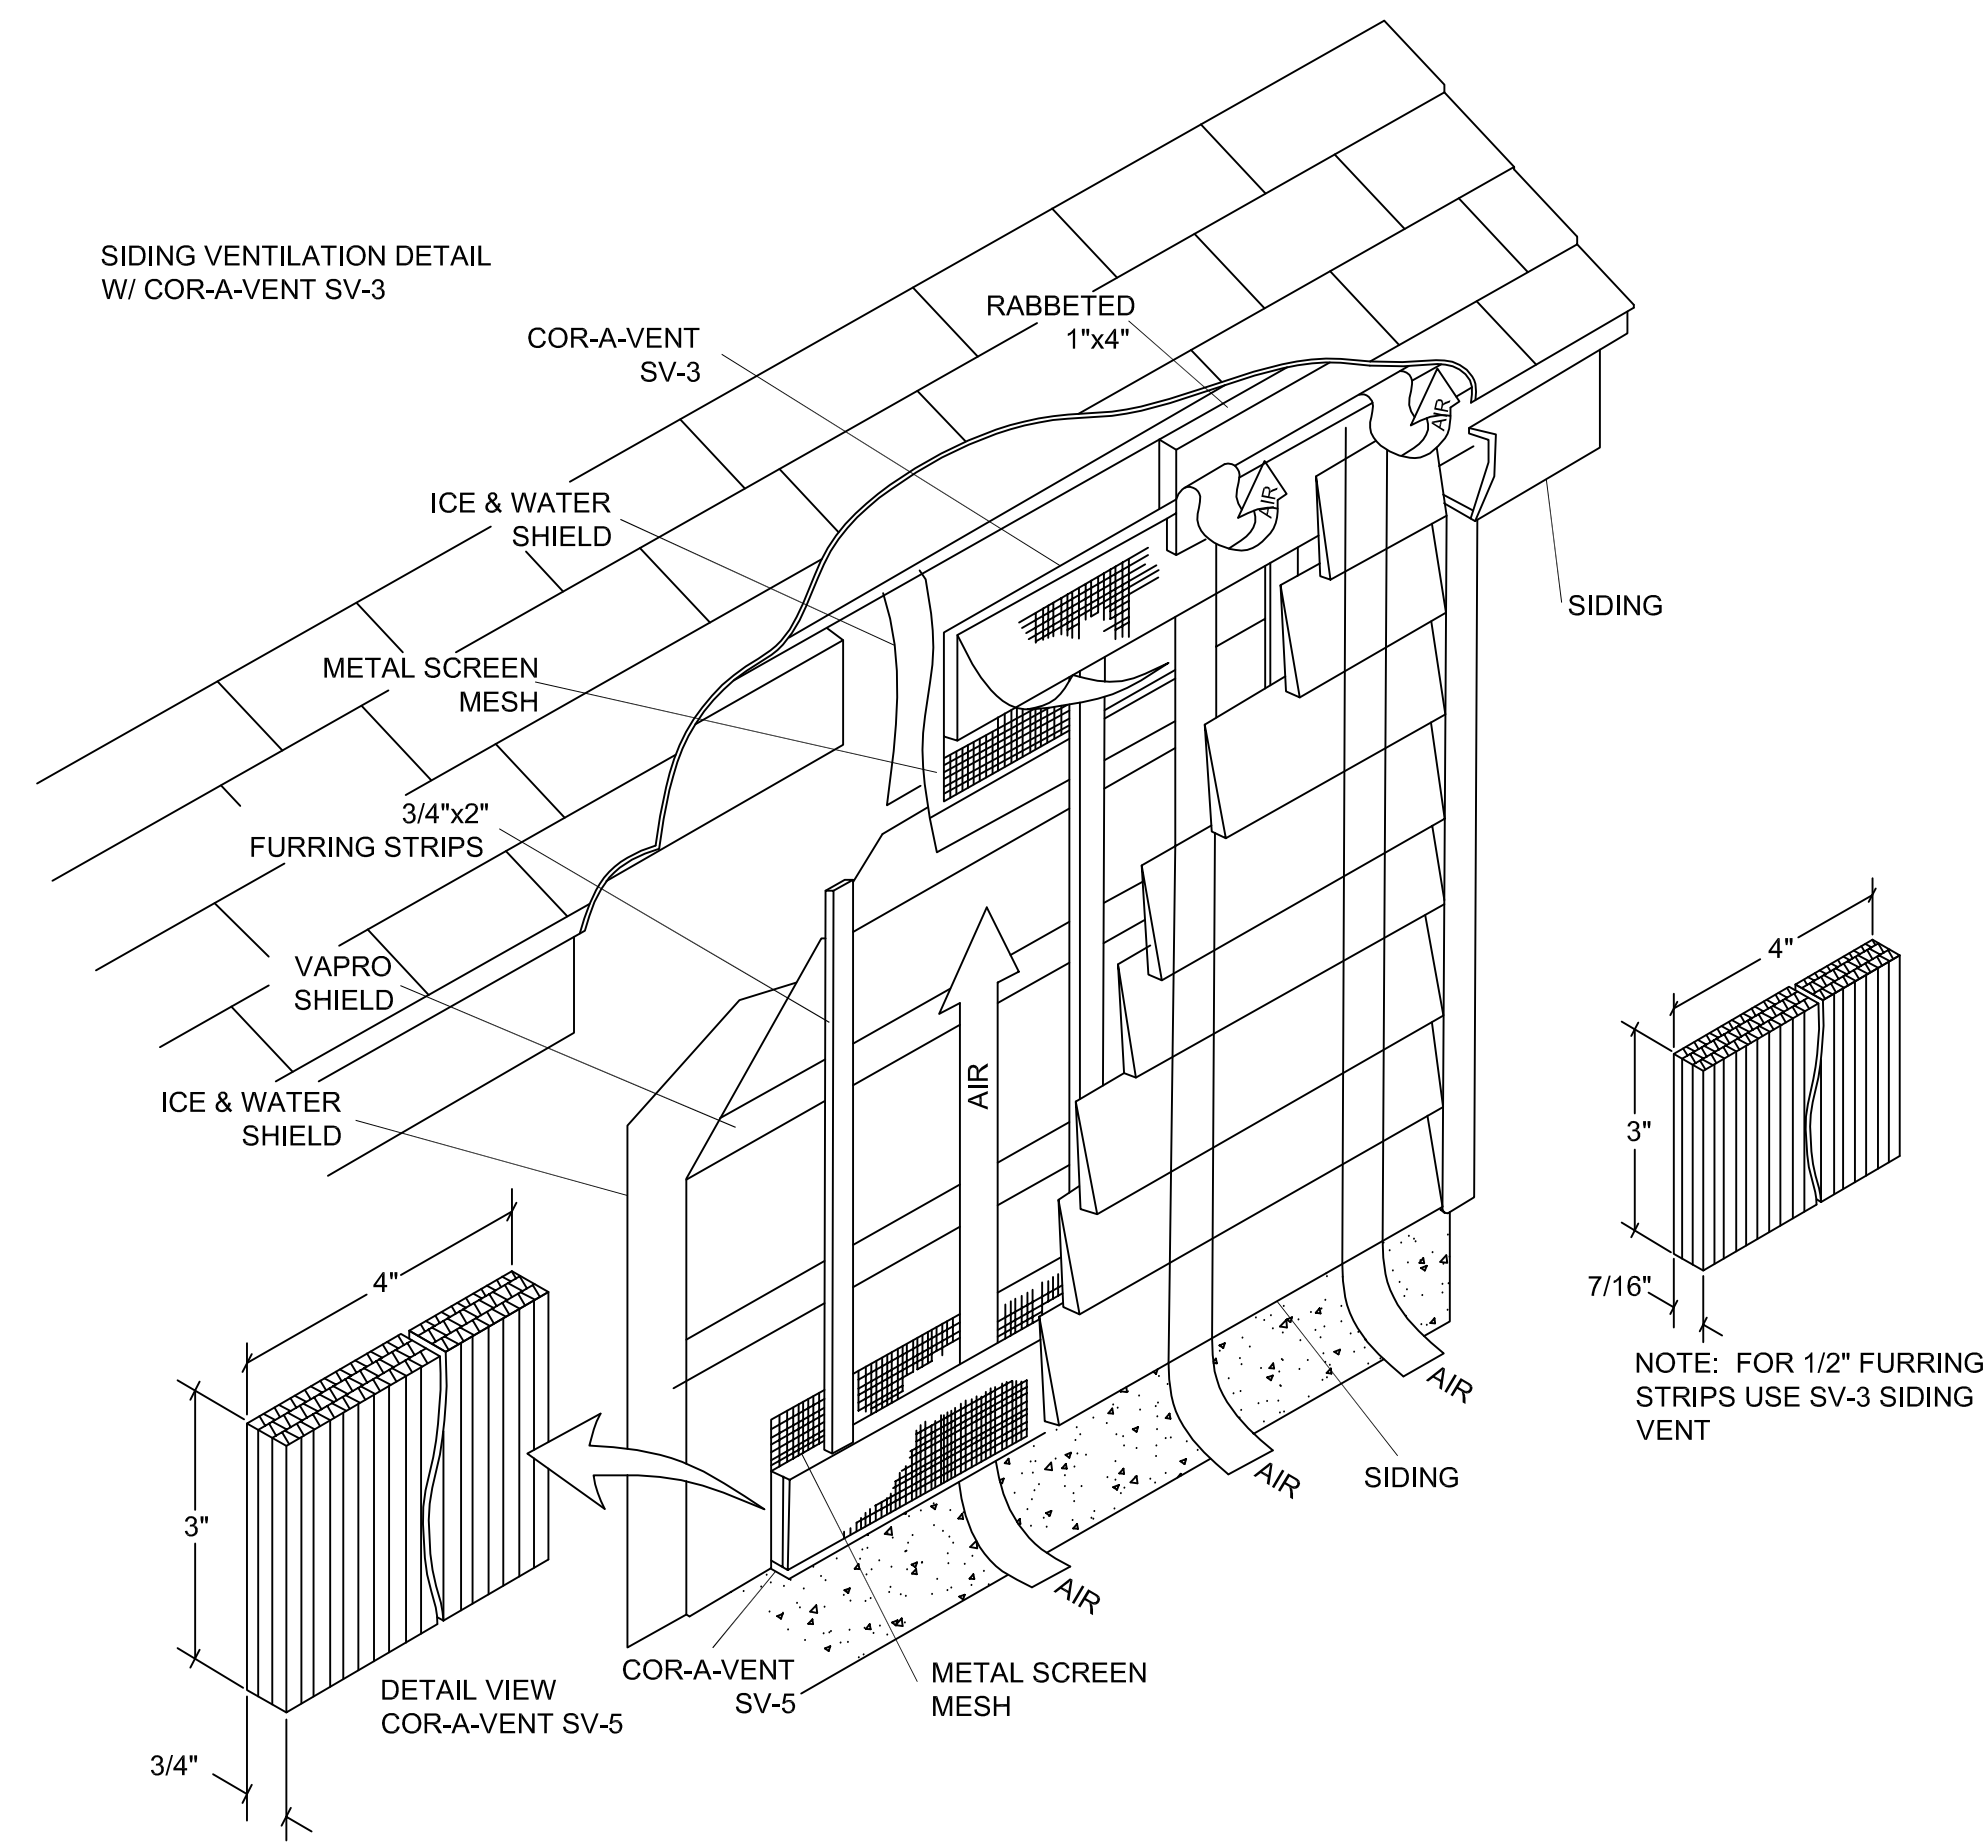 SIDING VENTILATION DETAIL
W/ COR-A-VENT SV-3
RABBETED
1"x4"
COR-A-VENT
SV-3
AIR
AIR
ICE & WATER
SHIELD
SIDING
METAL SCREEN
MESH
3/4"x2"
FURRING STRIPS
VAPRO
SHIELD
4"
AIR
ICE & WATER
SHIELD
3"
4"
7/16"
NOTE:  FOR 1/2" FURRING
STRIPS USE SV-3 SIDING
VENT
AIR
AIR
SIDING
3"
AIR
COR-A-VENT
SV-5
METAL SCREEN
MESH
DETAIL VIEW
COR-A-VENT SV-5
3/4"